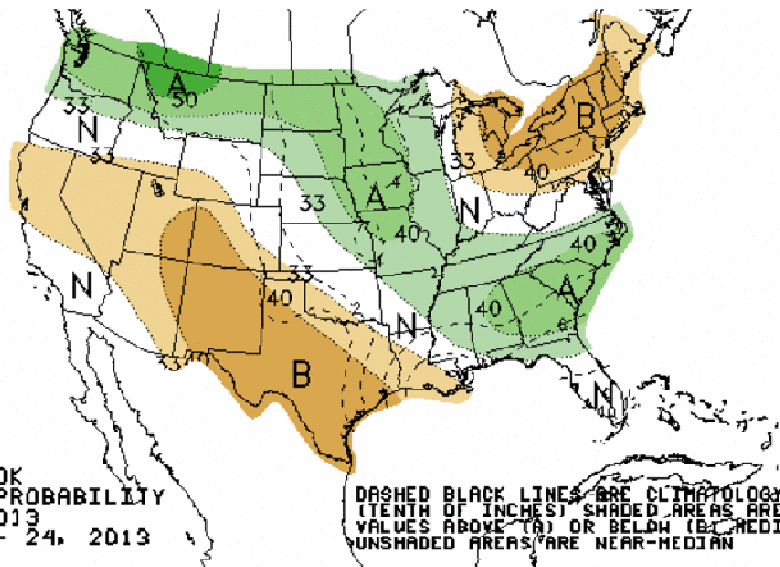 A
50
33
N
33
N
B
33
40
N
A
.4
40
33
40
A
40
33
40
N
B
N
OK
PROBABILITY
013
- 24, 2013
DASHED BLACK LINES ARE CLIMATOLOGY
(TENTH OF INCHES) SHADED AREAS ARE
VALUES ABOVE (A) OR BELOW (B) MEDI
UNSHADED AREAS ARE NEAR-MEDIAN